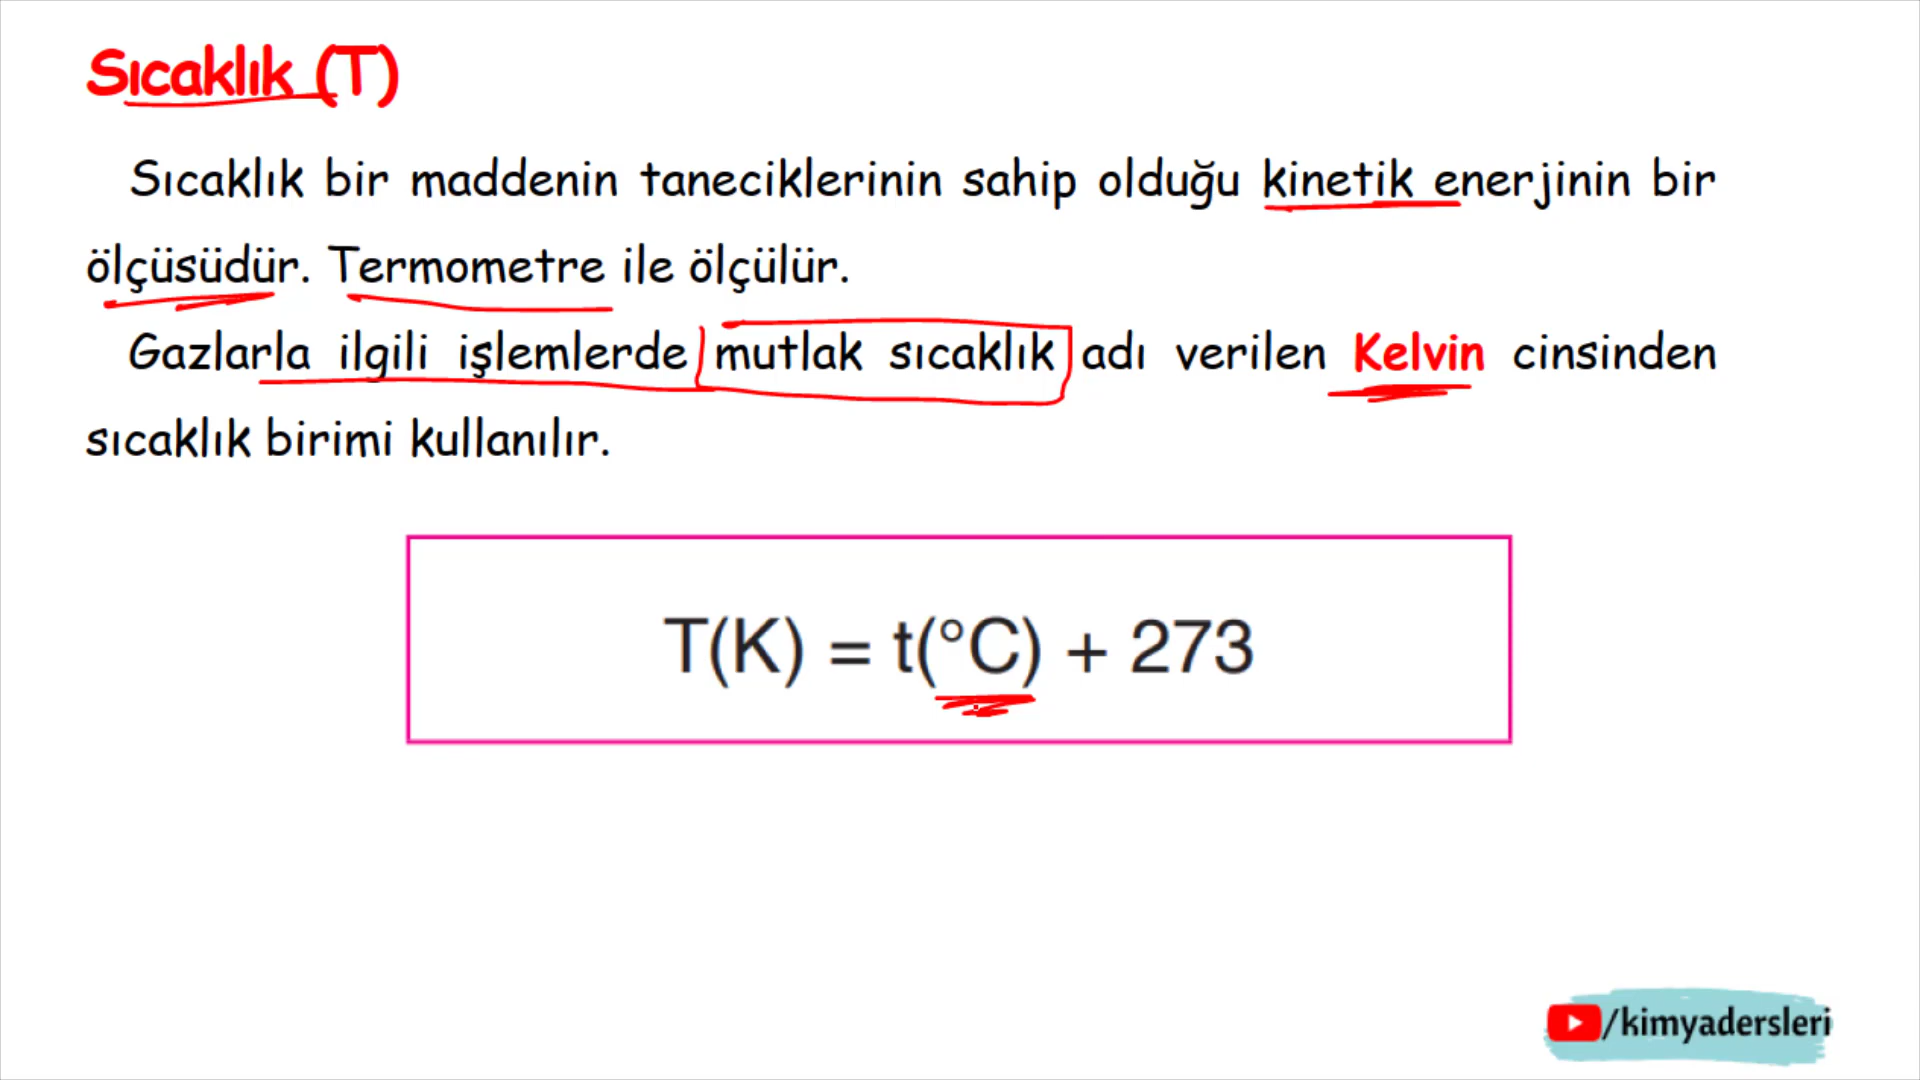 Sıcaklık (T)
Sıcaklık bir maddenin taneciklerinin sahip olduğu kinetik enerjinin bir
ölçüsüdür. Termometre ile ölçülür.
Gazlarla ilgili işlemlerde mutlak sıcaklık adı verilen Kelvin cinsinden
sıcaklık birimi kullanılır.
T(K) = t(°C) + 273
/kimyadersleri